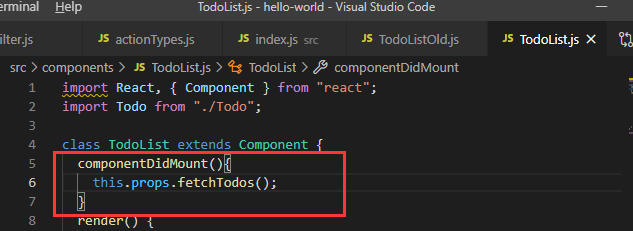 erminal Help TodoList.js - hello-world - Visual Studio Code
ilter.js JS actionTypes.js JS index.js src JS TodoListOld.js JS TodoList.js
src > components > JS TodoList.js > TodoList > componentDidMount
1 import React, { Component } from "react";
2 import Todo from "./Todo";
3
4 class TodoList extends Component {
5 componentDidMount(){
6 this.props.fetchTodos();
7 }
8 render() {